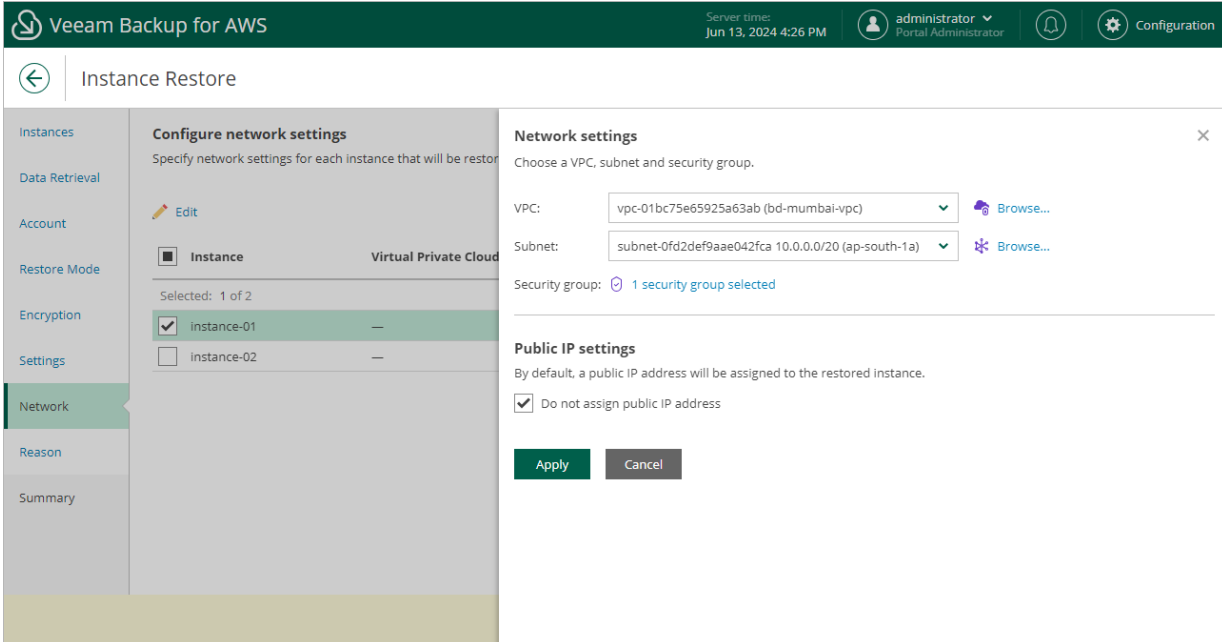 Veeam Backup for AWS
Server time:
Jun 13, 2024 4:26 PM
administrator
Portal Administrator
Configuration
Instance Restore
Instances
Data Retrieval
Account
Restore Mode
Encryption
Settings
Network
Reason
Summary
Configure network settings
Specify network settings for each instance that will be restor
Edit
Instance Virtual Private Cloud
Selected: 1 of 2
instance-01 —
instance-02 —
Network settings
Choose a VPC, subnet and security group.
VPC: vpc-01bc75e65925a63ab (bd-mumbai-vpc) Browse...
Subnet: subnet-0fd2def9aae042fca 10.0.0.0/20 (ap-south-1a) Browse...
Security group: 1 security group selected
Public IP settings
By default, a public IP address will be assigned to the restored instance.
Do not assign public IP address
Apply Cancel